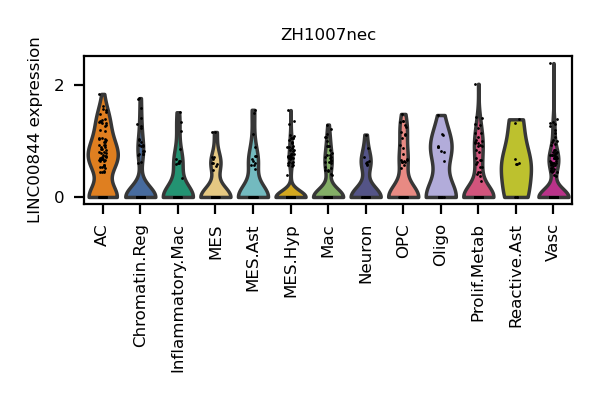 ZH1007nec
LINC00844 expression
2
0
AC
Chromatin.Reg
Inflammatory.Mac
MES
MES.Ast
MES.Hyp
Mac
Neuron
OPC
Oligo
Prolif.Metab
Reactive.Ast
Vasc